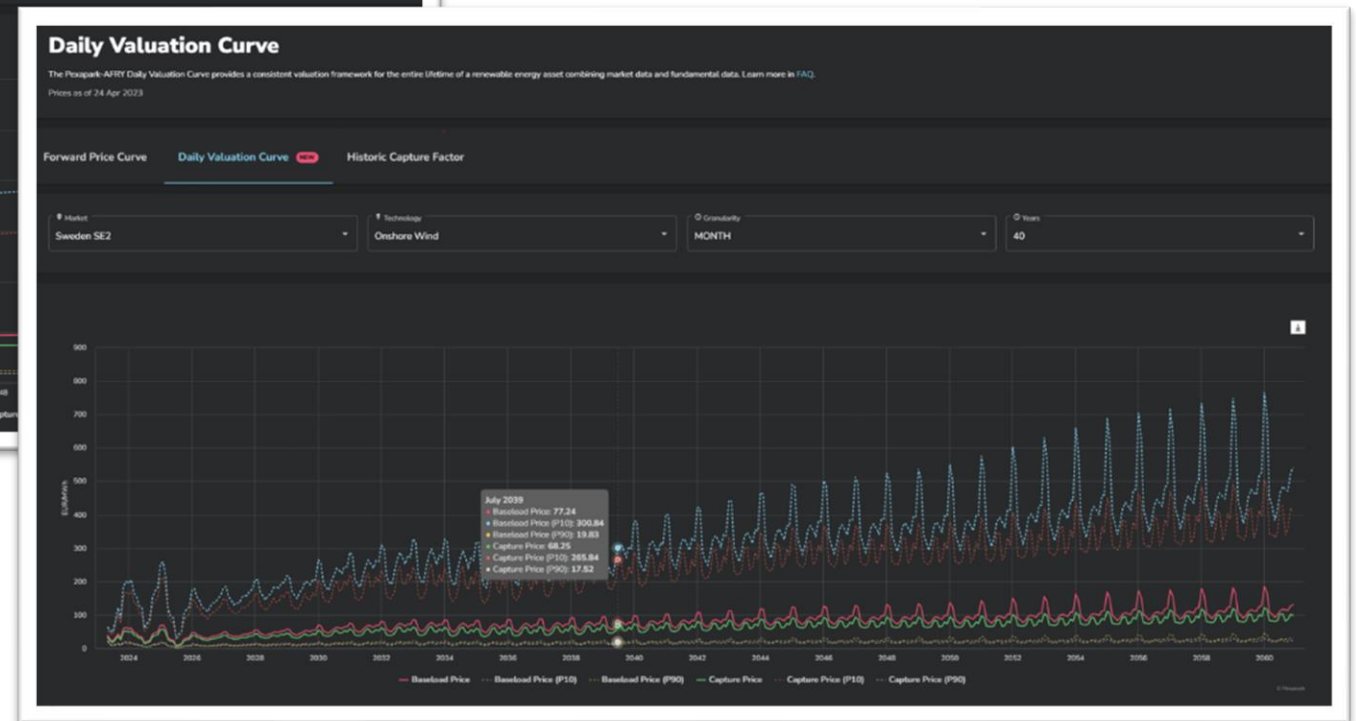 Daily Valuation Curve
The Pexapark-AFRY Daily Valuation Curve provides a consistent valuation framework for the entire lifetime of a renewable energy asset combining market data and fundamental data. Learn more in FAQ.
Prices as of 24 Apr 2023
Forward Price Curve Daily Valuation Curve NEW Historic Capture Factor
Market Technology Granularity Years
Sweden SE2 Onshore Wind MONTH 40
900
800
700
600
500
400
300
200
100
0
EUR/MWh
July 2039
Baseload Price: 77.24
Baseload Price (P10): 300.84
Baseload Price (P90): 19.83
Capture Price: 68.25
Capture Price (P10): 265.84
Capture Price (P90): 17.52
2024 2026 2028 2030 2032 2034 2036 2038 2040 2042 2044 2046 2048 2050 2052 2054 2056 2058 2060
Baseload Price Baseload Price (P10) Baseload Price (P90) Capture Price Capture Price (P10) Capture Price (P90)
© Pexapark
48